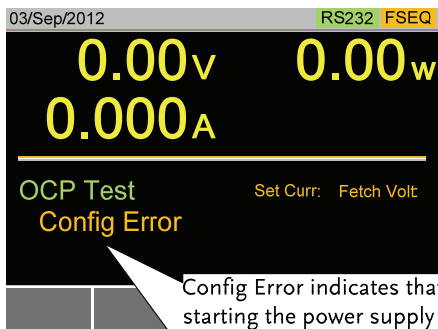 03/Sep/2012 RS232 FSEQ
0.00V 0.00W
0.000A
OCP Test Set Curr: Fetch Volt:
Config Error
Config Error indicates that
starting the power supply